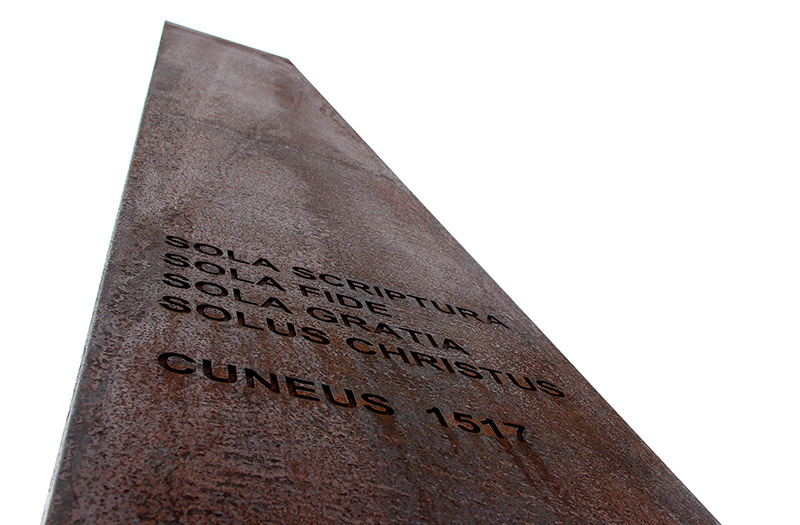 SOLA SCRIPTURA
SOLA FIDE
SOLA GRATIA
SOLUS CHRISTUS
CUNEUS 1517